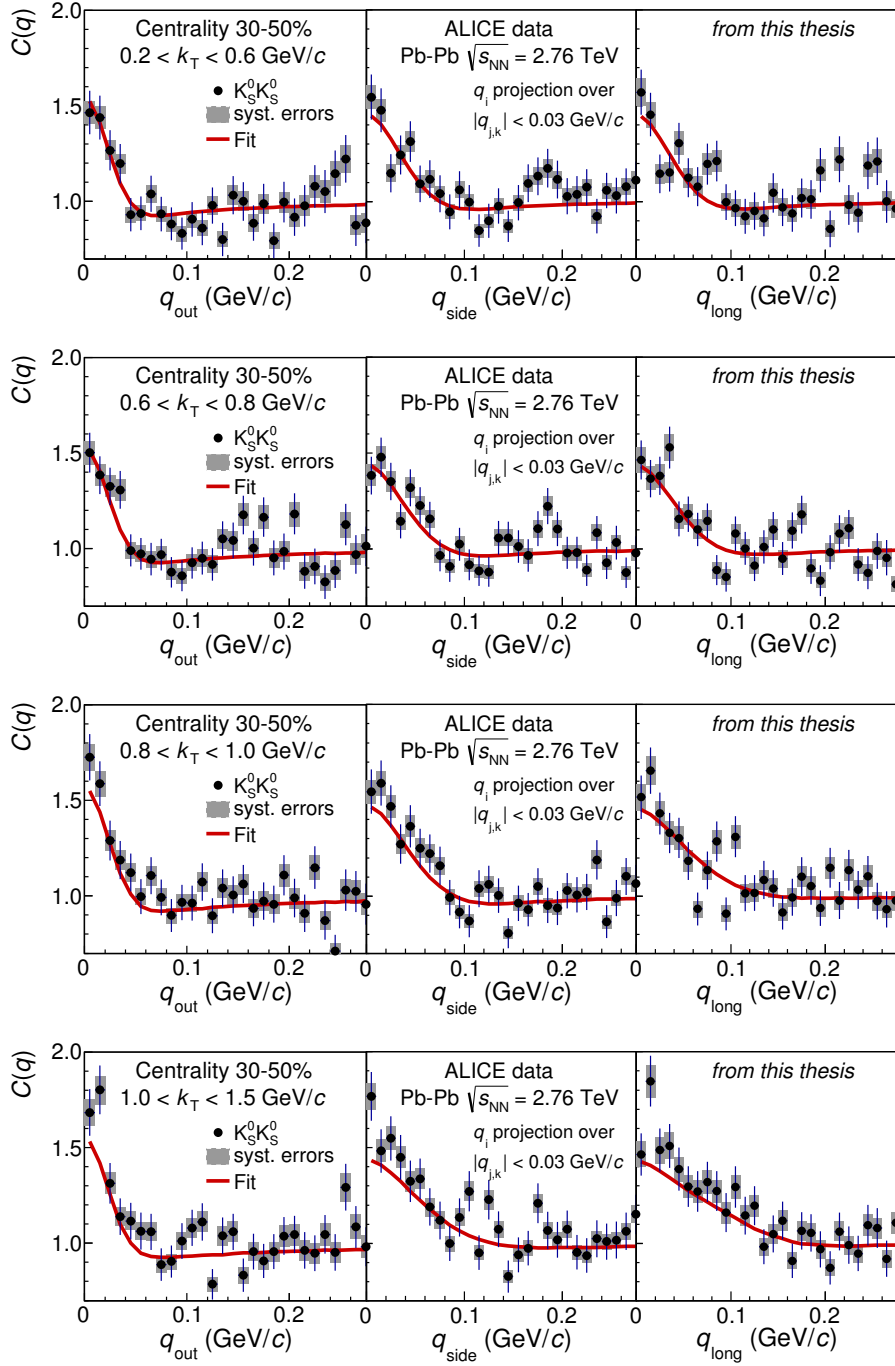 C(q)
2.0
1.5
1.0
Centrality 30-50%
0.2 < kT < 0.6 GeV/c
K0SK0S
syst. errors
Fit
ALICE data
Pb-Pb √sNN = 2.76 TeV
qi projection over
|qj,k| < 0.03 GeV/c
from this thesis
0 0.1 0.2 0 0.1 0.2 0 0.1 0.2
qout (GeV/c) qside (GeV/c) qlong (GeV/c)
C(q)
2.0
1.5
1.0
Centrality 30-50%
0.6 < kT < 0.8 GeV/c
K0SK0S
syst. errors
Fit
ALICE data
Pb-Pb √sNN = 2.76 TeV
qi projection over
|qj,k| < 0.03 GeV/c
from this thesis
0 0.1 0.2 0 0.1 0.2 0 0.1 0.2
qout (GeV/c) qside (GeV/c) qlong (GeV/c)
C(q)
2.0
1.5
1.0
Centrality 30-50%
0.8 < kT < 1.0 GeV/c
K0SK0S
syst. errors
Fit
ALICE data
Pb-Pb √sNN = 2.76 TeV
qi projection over
|qj,k| < 0.03 GeV/c
from this thesis
0 0.1 0.2 0 0.1 0.2 0 0.1 0.2
qout (GeV/c) qside (GeV/c) qlong (GeV/c)
C(q)
2.0
1.5
1.0
Centrality 30-50%
1.0 < kT < 1.5 GeV/c
K0SK0S
syst. errors
Fit
ALICE data
Pb-Pb √sNN = 2.76 TeV
qi projection over
|qj,k| < 0.03 GeV/c
from this thesis
0 0.1 0.2 0 0.1 0.2 0 0.1 0.2
qout (GeV/c) qside (GeV/c) qlong (GeV/c)